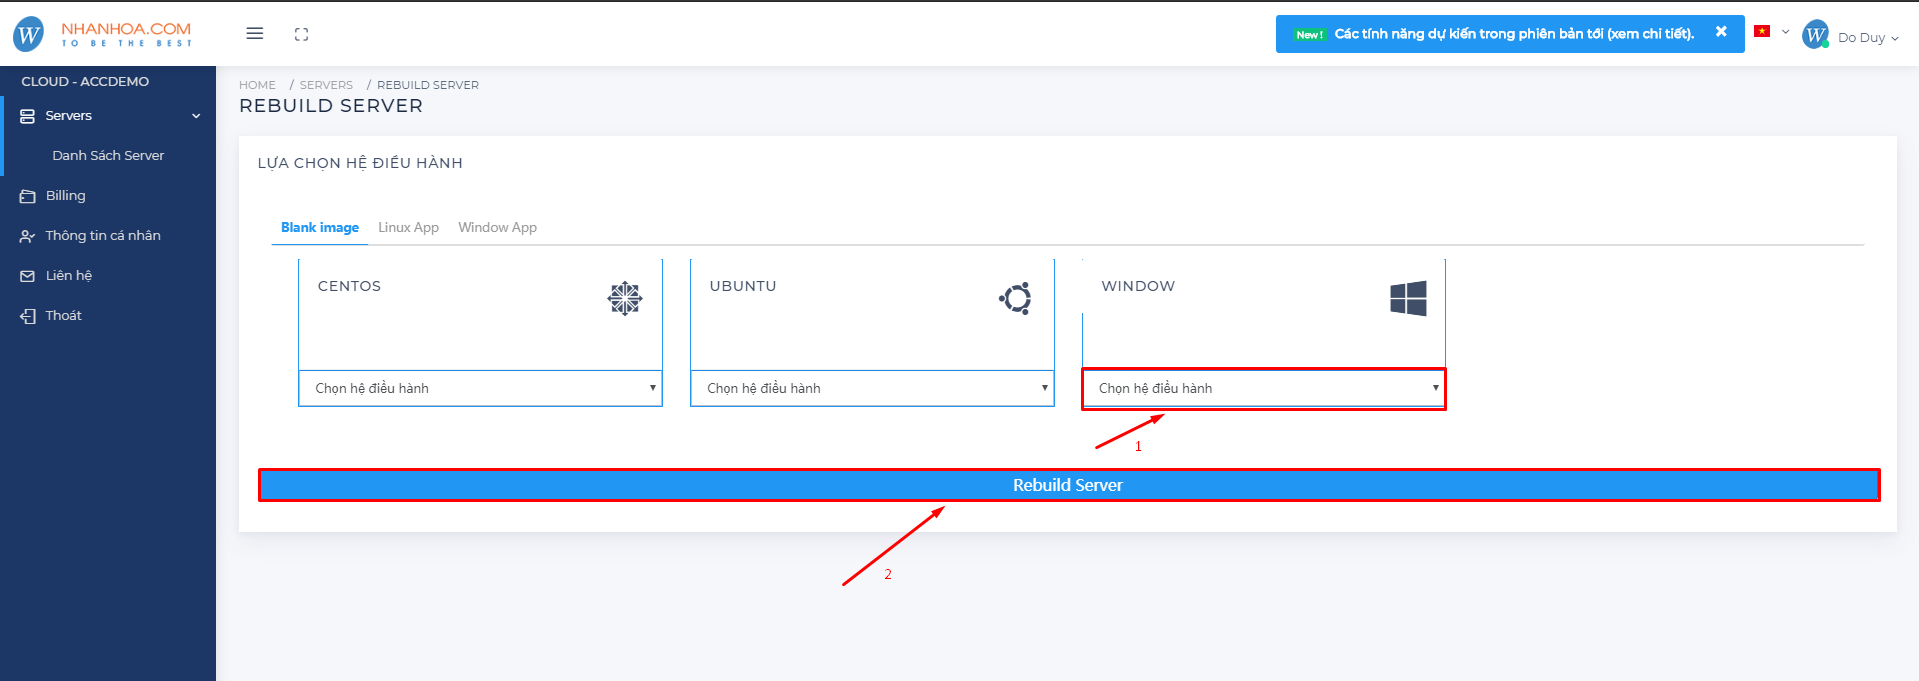 NHANHOA.COM
TO BE THE BEST
New !
Các tính năng dự kiến trong phiên bản tới (xem chi tiết).
Do Duy
CLOUD - ACCDEMO
Servers
Danh Sách Server
Billing
Thông tin cá nhân
Liên hệ
Thoát
HOME / SERVERS / REBUILD SERVER
REBUILD SERVER
LỰA CHỌN HỆ ĐIỀU HÀNH
Blank image Linux App Window App
CENTOS
UBUNTU
WINDOW
Chọn hệ điều hành
Chọn hệ điều hành
Chọn hệ điều hành
1
Rebuild Server
2